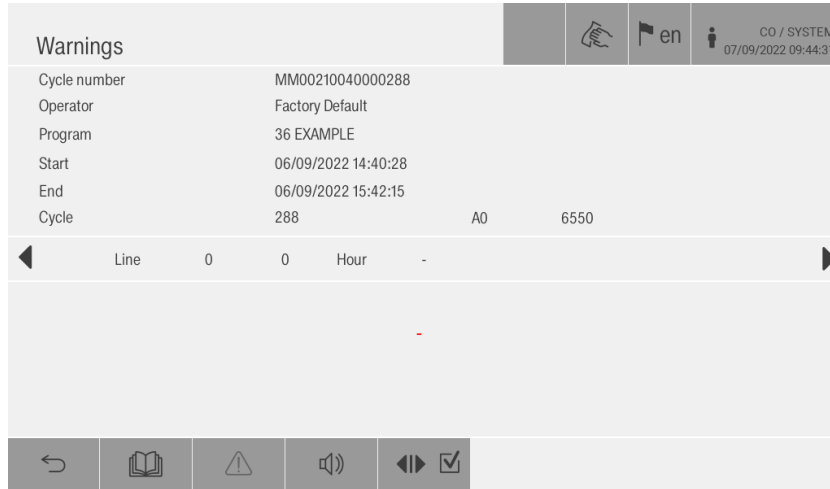 Warnings
en
CO / SYSTEM
07/09/2022 09:44:31
Cycle number MM00210040000288
Operator Factory Default
Program 36 EXAMPLE
Start 06/09/2022 14:40:28
End 06/09/2022 15:42:15
Cycle 288 A0 6550
Line 0 0 Hour -
-